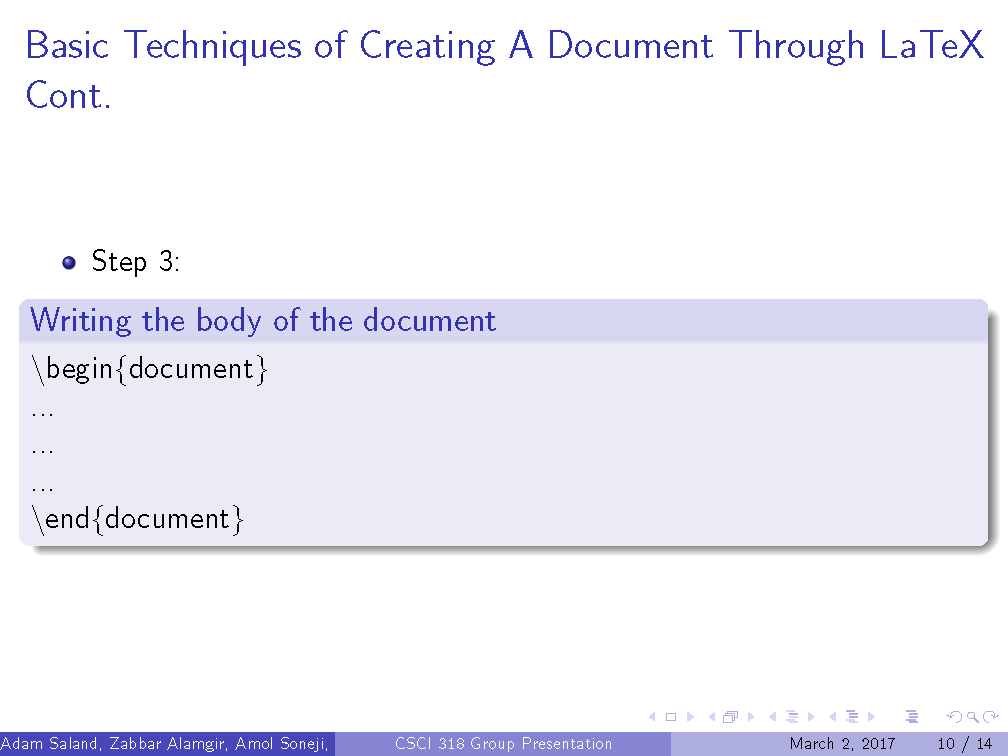 Basic Techniques of Creating A Document Through LaTeX
Cont.
Step 3:
Writing the body of the document
\begin{document}
...
...
...
\end{document}
Adam Saland, Zabbar Alamgir, Amol Soneji, CSCI 318 Group Presentation March 2, 2017 10 / 14